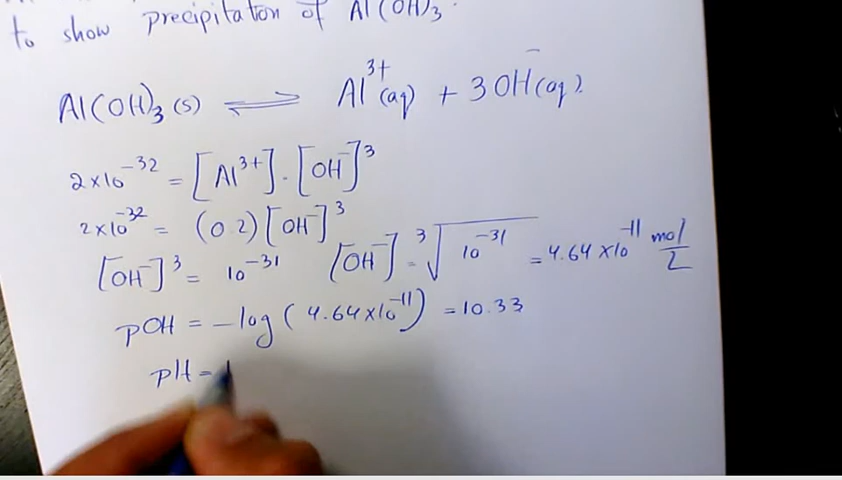 to show precipitation of Al(OH)3.
Al(OH)3 (s) ⇌ Al3+(aq) + 3OH−(aq).
2×10^-32 = [Al3+] . [OH−]^3
2×10^-32 = (0.2) [OH−]^3
[OH−]^3 = 10^-31 [OH−] = ∛10^-31 = 4.64×10^-11 mol/L
pOH = -log (4.64×10^-11) = 10.33
pH =